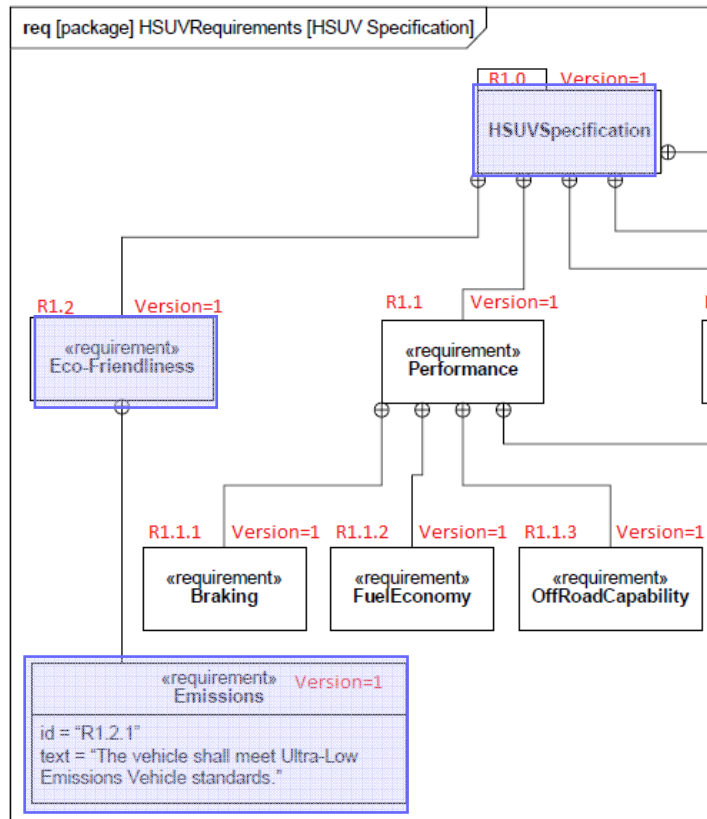 req [package] HSUVRequirements [HSUV Specification]
R1.0 Version=1
HSUVSpecification
R1.2 Version=1
R1.1 Version=1
«requirement»
Eco-Friendliness
«requirement»
Performance
R1.1.1 Version=1
R1.1.2 Version=1
R1.1.3 Version=1
«requirement»
Braking
«requirement»
FuelEconomy
«requirement»
OffRoadCapability
«requirement»
Emissions Version=1
id = “R1.2.1”
text = “The vehicle shall meet Ultra-Low
Emissions Vehicle standards.”